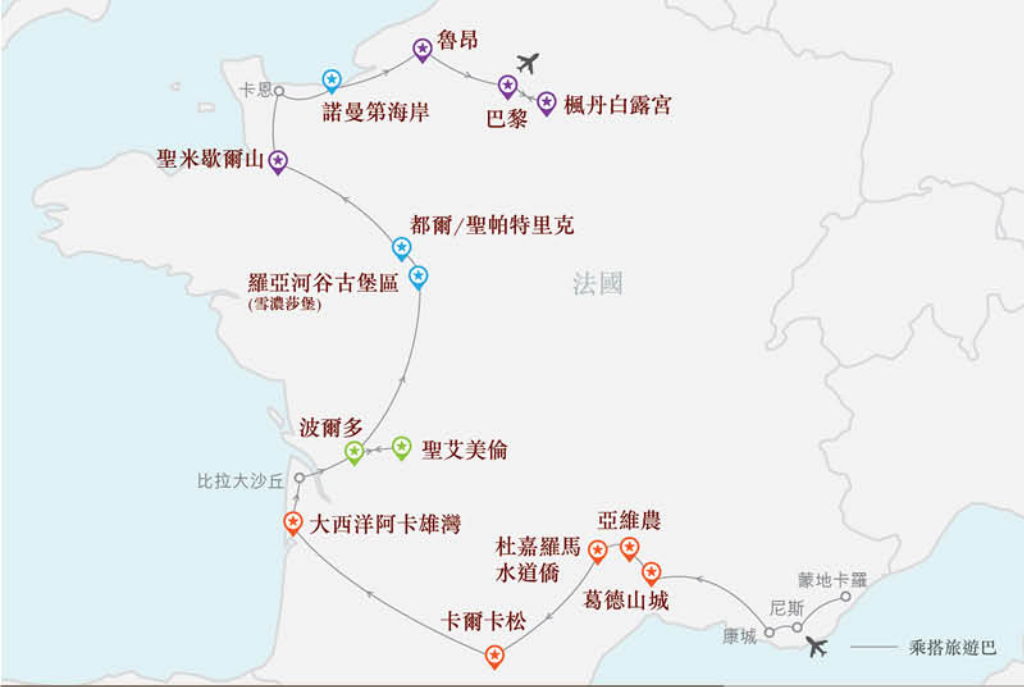 魯昂
卡恩
諾曼第海岸
巴黎
楓丹白露宮
聖米歇爾山
都爾/聖帕特里克
羅亞河谷古堡區
(雪濃莎堡)
法國
波爾多
聖艾美倫
比拉大沙丘
大西洋阿卡雄灣
亞維農
杜嘉羅馬
水道僑
葛德山城
蒙地卡羅
尼斯
康城
卡爾卡松
乘搭旅遊巴